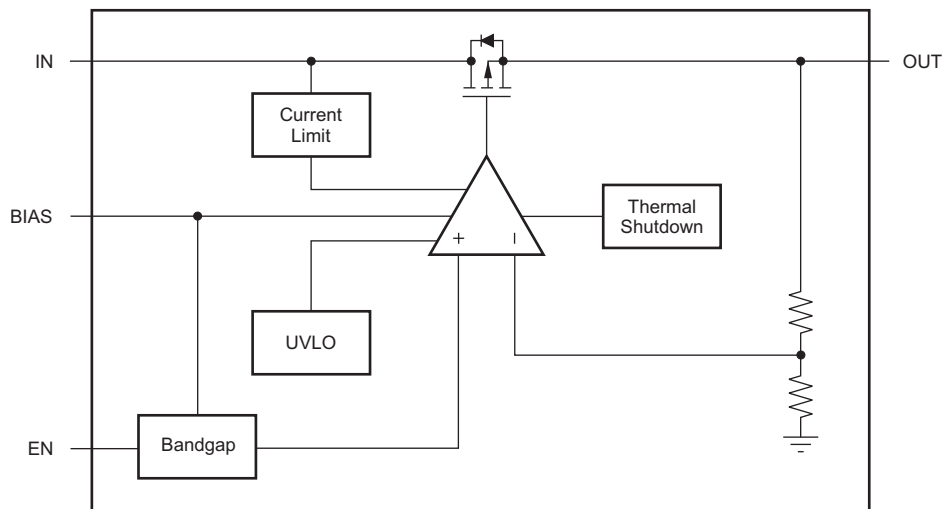 IN
OUT
Current
Limit
BIAS
Thermal
Shutdown
+
–
UVLO
EN
Bandgap